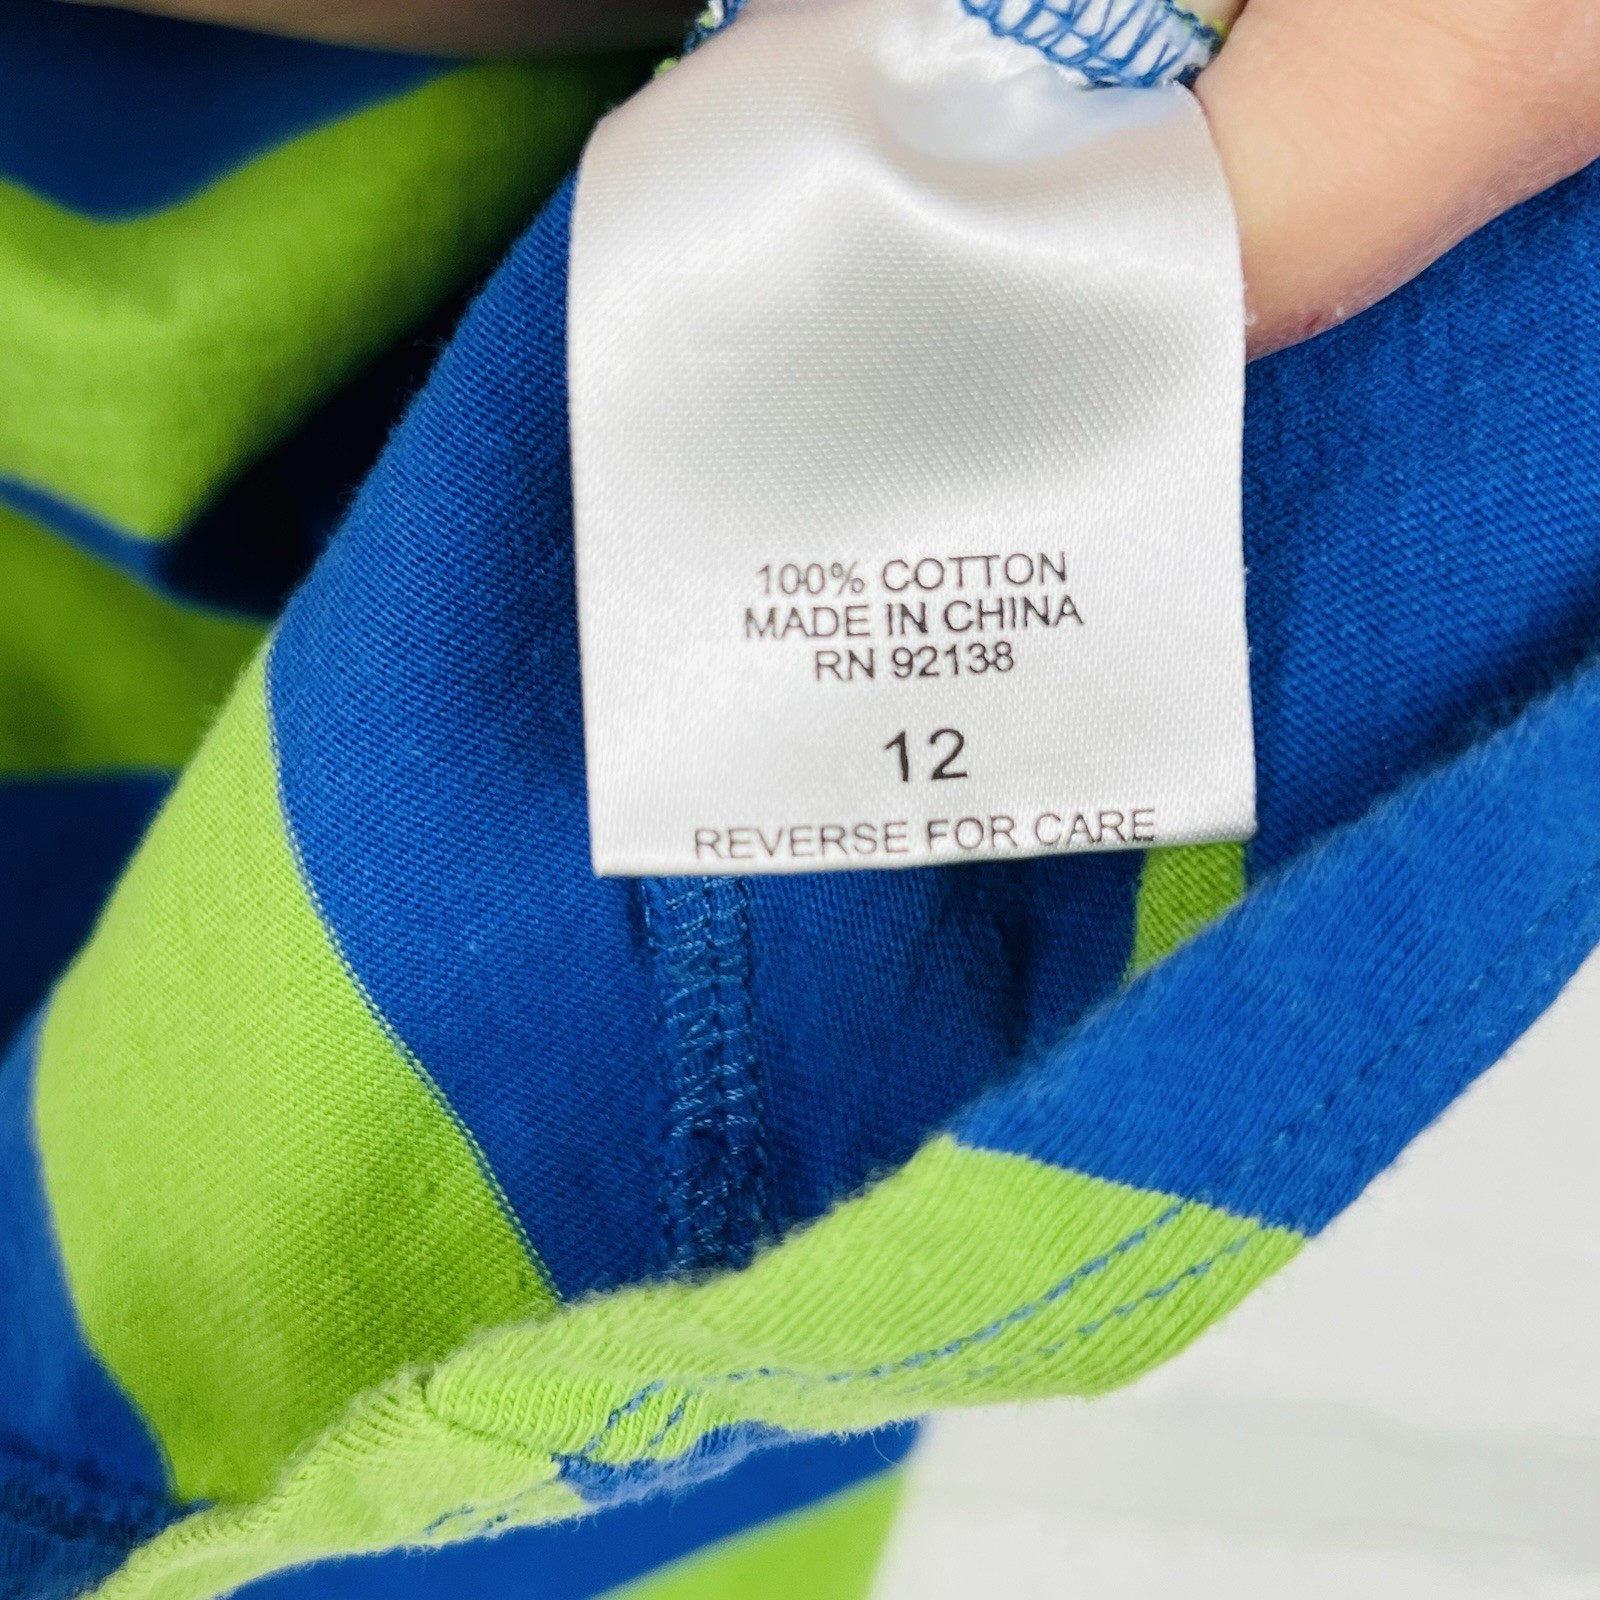 100% COTTON
MADE IN CHINA
RN 92138
12
REVERSE FOR CARE